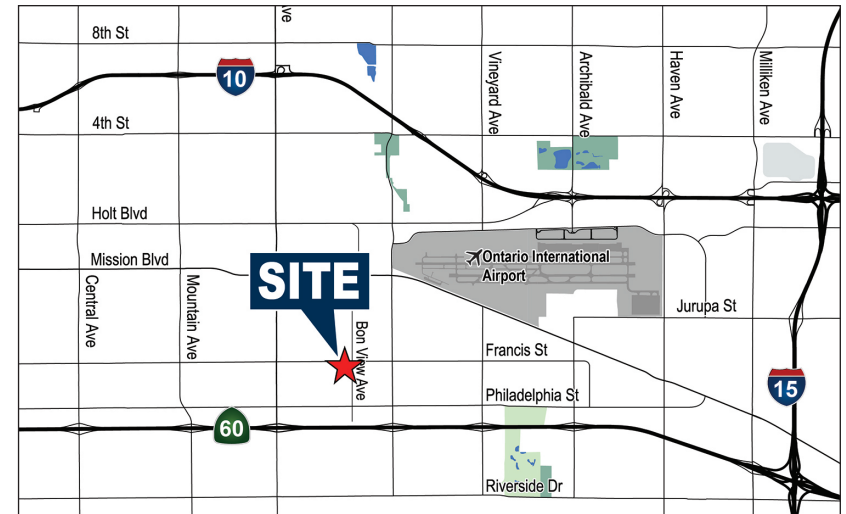 ve
8th St
10
Vineyard Ave
Archibald Ave
Haven Ave
Milliken Ave
4th St
Holt Blvd
Mission Blvd
Ontario International
Airport
SITE
Central Ave
Mountain Ave
Bon View Ave
Jurupa St
Francis St
Philadelphia St
15
60
Riverside Dr